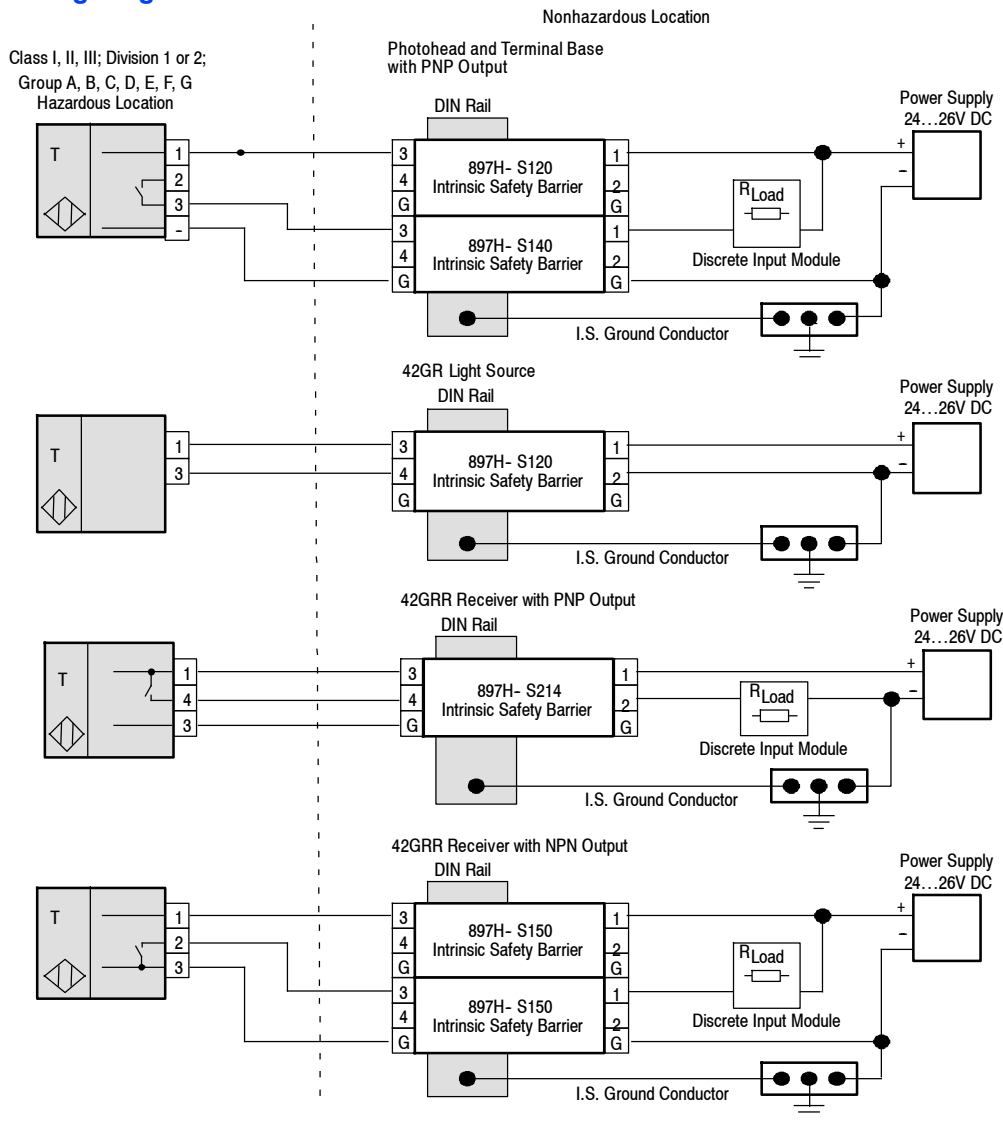 Nonhazardous Location
Class I, II, III; Division 1 or 2;
Group A, B, C, D, E, F, G
Hazardous Location
Photohead and Terminal Base
with PNP Output
DIN Rail
Power Supply
24...26V DC
T
1
2
3
-
3
4
G
897H- S120
Intrinsic Safety Barrier
1
2
G
3
4
G
897H- S140
Intrinsic Safety Barrier
1
2
G
RLoad
Discrete Input Module
+
-
I.S. Ground Conductor
42GR Light Source
DIN Rail
Power Supply
24...26V DC
T
1
3
3
4
G
897H- S120
Intrinsic Safety Barrier
1
2
G
+
-
I.S. Ground Conductor
42GRR Receiver with PNP Output
DIN Rail
Power Supply
24...26V DC
T
1
4
3
3
4
G
897H- S214
Intrinsic Safety Barrier
1
2
G
RLoad
Discrete Input Module
+
-
I.S. Ground Conductor
42GRR Receiver with NPN Output
DIN Rail
Power Supply
24...26V DC
T
1
2
3
3
4
G
897H- S150
Intrinsic Safety Barrier
1
2
G
3
4
G
897H- S150
Intrinsic Safety Barrier
1
2
G
RLoad
Discrete Input Module
+
-
I.S. Ground Conductor